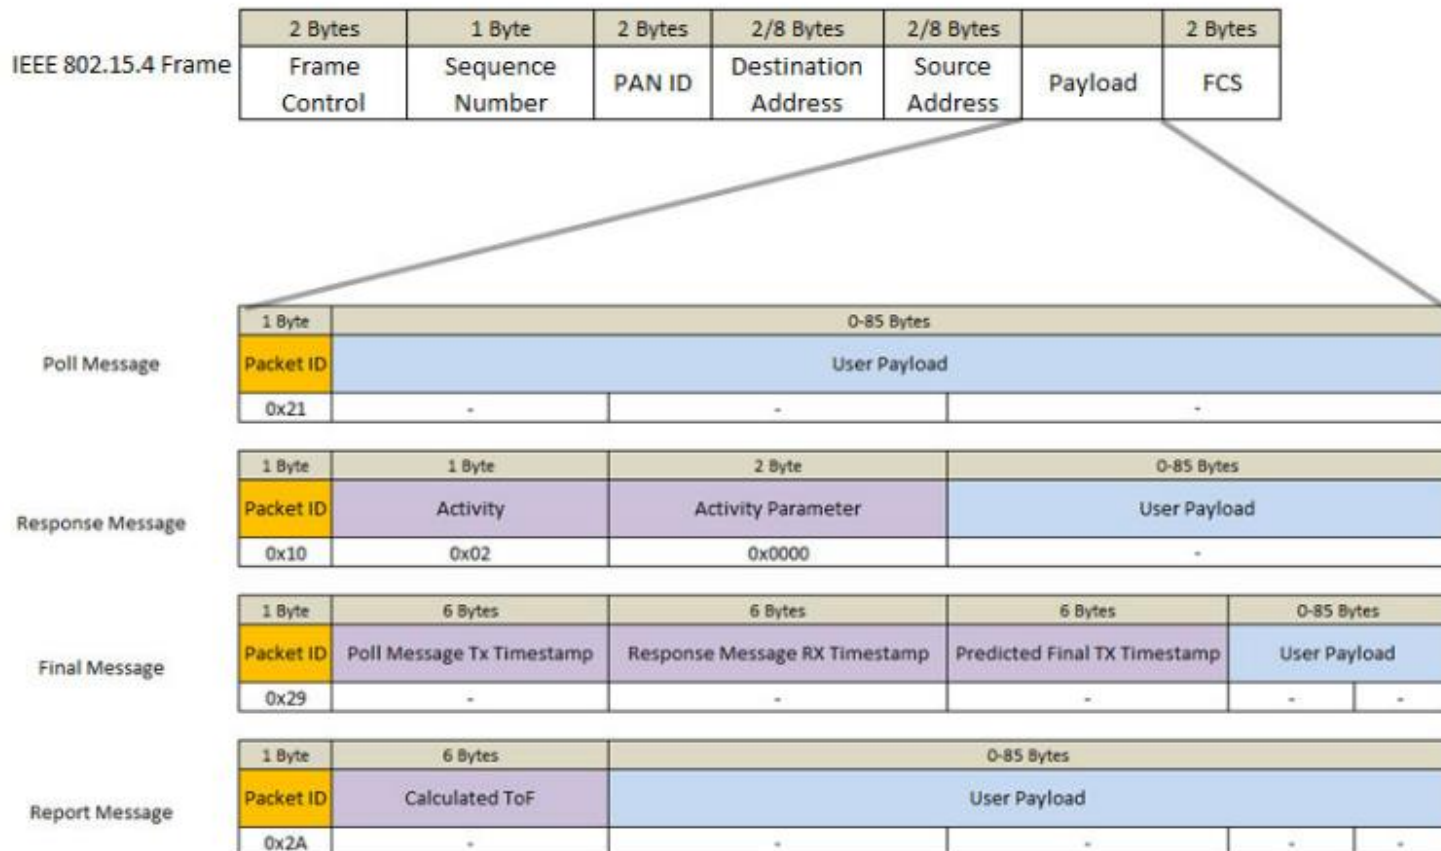 2 Bytes 1 Byte 2 Bytes 2/8 Bytes 2/8 Bytes 2 Bytes
IEEE 802.15.4 Frame
Frame Control Sequence Number PAN ID Destination Address Source Address Payload FCS
1 Byte 0-85 Bytes
Poll Message
Packet ID User Payload
0x21 - - -
1 Byte 1 Byte 2 Byte 0-85 Bytes
Response Message
Packet ID Activity Activity Parameter User Payload
0x10 0x02 0x0000 -
1 Byte 6 Bytes 6 Bytes 6 Bytes 0-85 Bytes
Final Message
Packet ID Poll Message Tx Timestamp Response Message RX Timestamp Predicted Final TX Timestamp User Payload
0x29 - - - - -
1 Byte 6 Bytes 0-85 Bytes
Report Message
Packet ID Calculated ToF User Payload
0x2A - - - - -